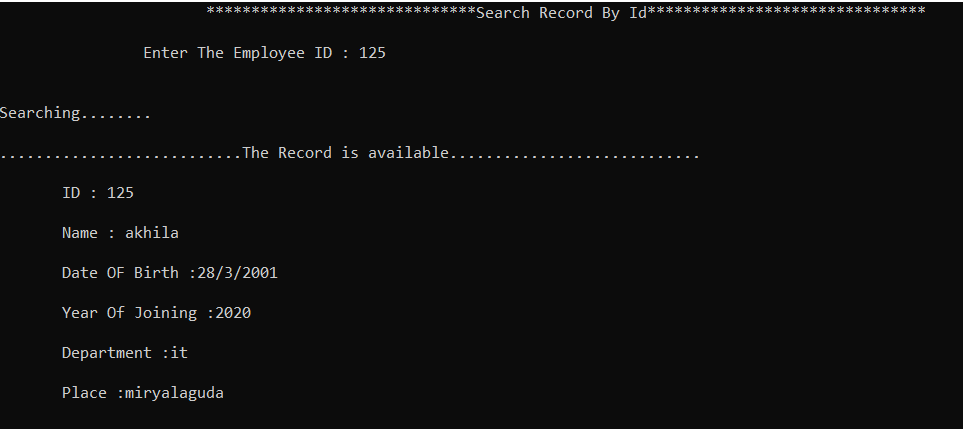 ******************************Search Record By Id*******************************
Enter The Employee ID : 125
Searching........
...........................The Record is available............................
ID : 125
Name : akhila
Date OF Birth :28/3/2001
Year Of Joining :2020
Department :it
Place :miryalaguda